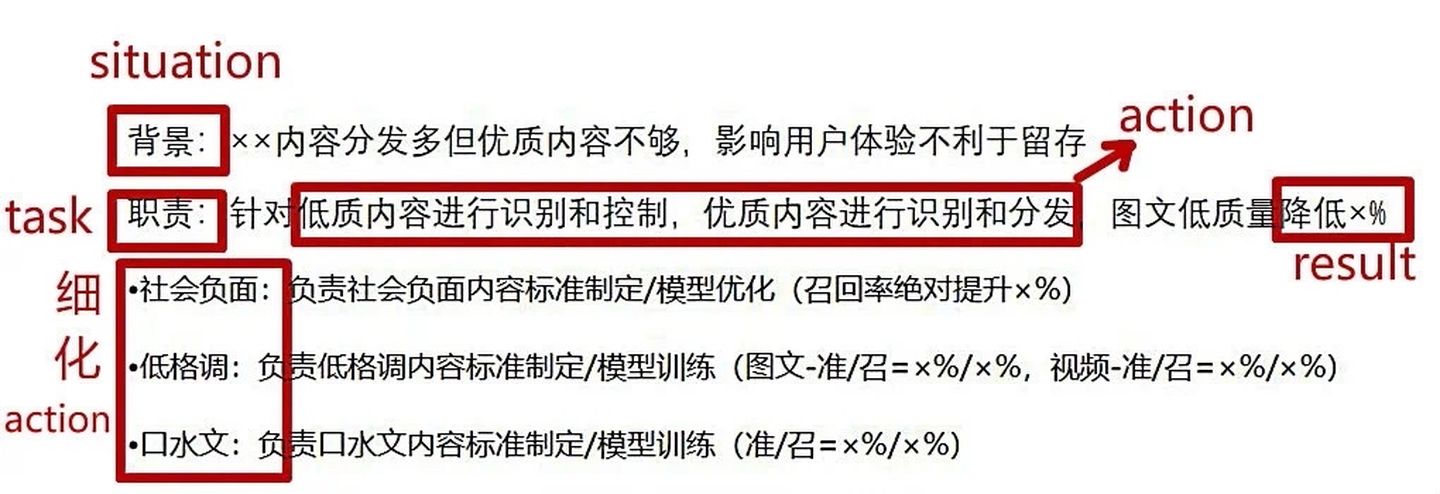 situation
action
背景：××内容分发多但优质内容不够，影响用户体验不利于留存
task
职责：针对低质内容进行识别和控制，优质内容进行识别和分发，图文低质量降低×%
result
细化
action
•社会负面：负责社会负面内容标准制定/模型优化（召回率绝对提升×%）
•低格调：负责低格调内容标准制定/模型训练（图文-准/召=×%/×%，视频-准/召=×%/×%）
•口水文：负责口水文内容标准制定/模型训练（准/召=×%/×%）